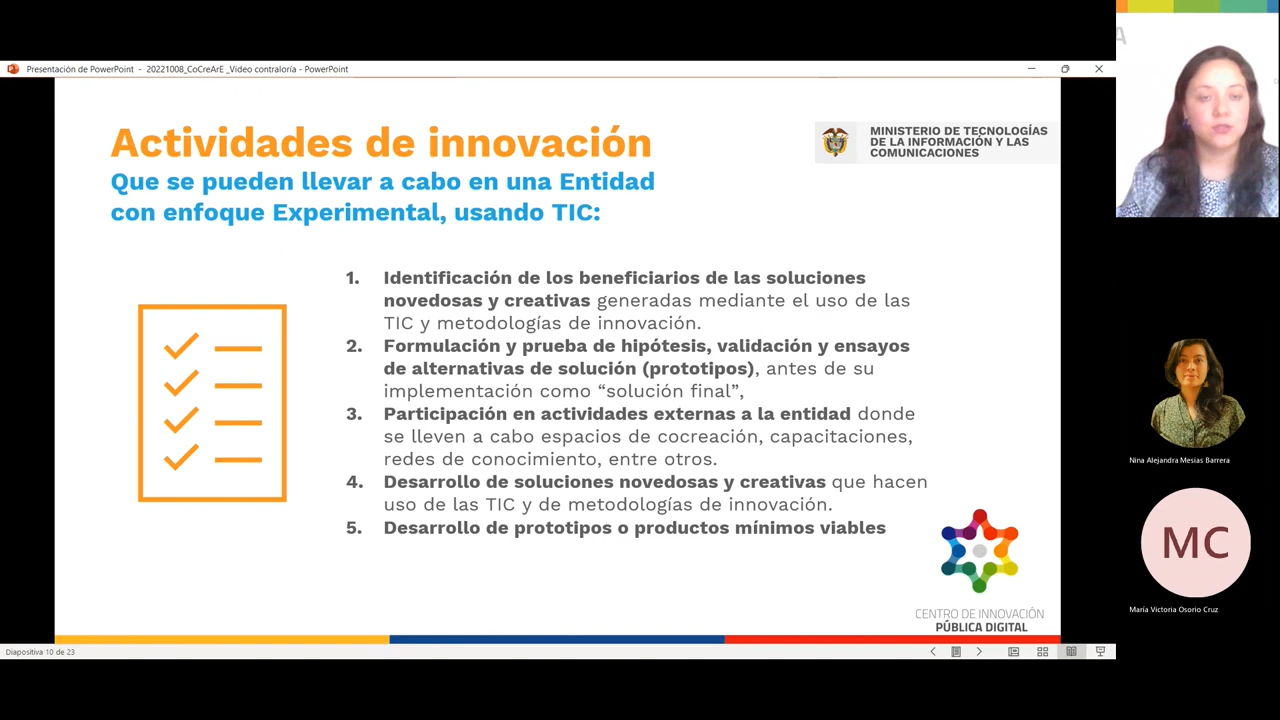 Presentación de PowerPoint - 20221008_CoCreArE _Video contraloría - PowerPoint
Actividades de innovación
Que se pueden llevar a cabo en una Entidad
con enfoque Experimental, usando TIC:
MINISTERIO DE TECNOLOGÍAS
DE LA INFORMACIÓN Y LAS
COMUNICACIONES
1. Identificación de los beneficiarios de las soluciones
novedosas y creativas generadas mediante el uso de las
TIC y metodologías de innovación.
2. Formulación y prueba de hipótesis, validación y ensayos
de alternativas de solución (prototipos), antes de su
implementación como “solución final”,
3. Participación en actividades externas a la entidad donde
se lleven a cabo espacios de cocreación, capacitaciones,
redes de conocimiento, entre otros.
4. Desarrollo de soluciones novedosas y creativas que hacen
uso de las TIC y de metodologías de innovación.
5. Desarrollo de prototipos o productos mínimos viables
CENTRO DE INNOVACIÓN
PÚBLICA DIGITAL
Diapositiva 10 de 23
A
Nina Alejandra Mesias Barrera
MC
María Victoria Osorio Cruz